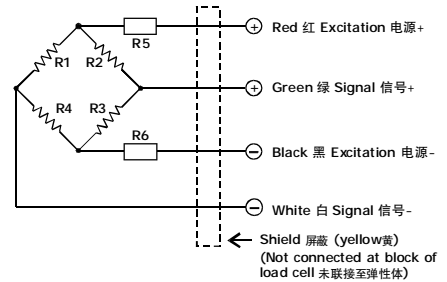 R5
Red 红 Excitation 电源+
R1
R2
Green 绿 Signal 信号+
R4
R3
R6
Black 黑 Excitation 电源-
White 白 Signal 信号-
Shield 屏蔽 (yellow黄)
(Not connected at block of
load cell 未联接至弹性体)